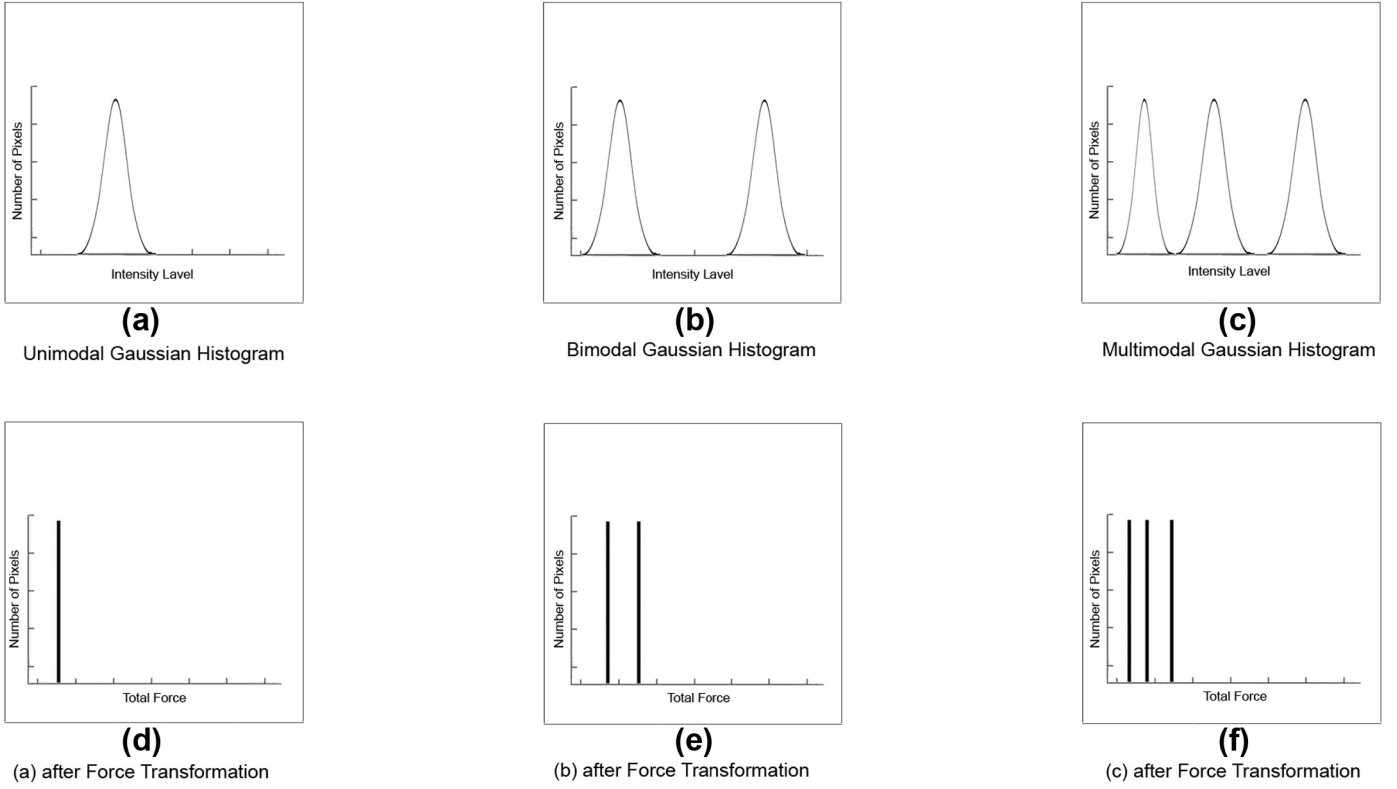 Number of Pixels
Intensity Lavel
(a)
Unimodal Gaussian Histogram
Number of Pixels
Intensity Lavel
(b)
Bimodal Gaussian Histogram
Number of Pixels
Intensity Lavel
(c)
Multimodal Gaussian Histogram
Number of Pixels
Total Force
(d)
(a) after Force Transformation
Number of Pixels
Total Force
(e)
(b) after Force Transformation
Number of Pixels
Total Force
(f)
(c) after Force Transformation